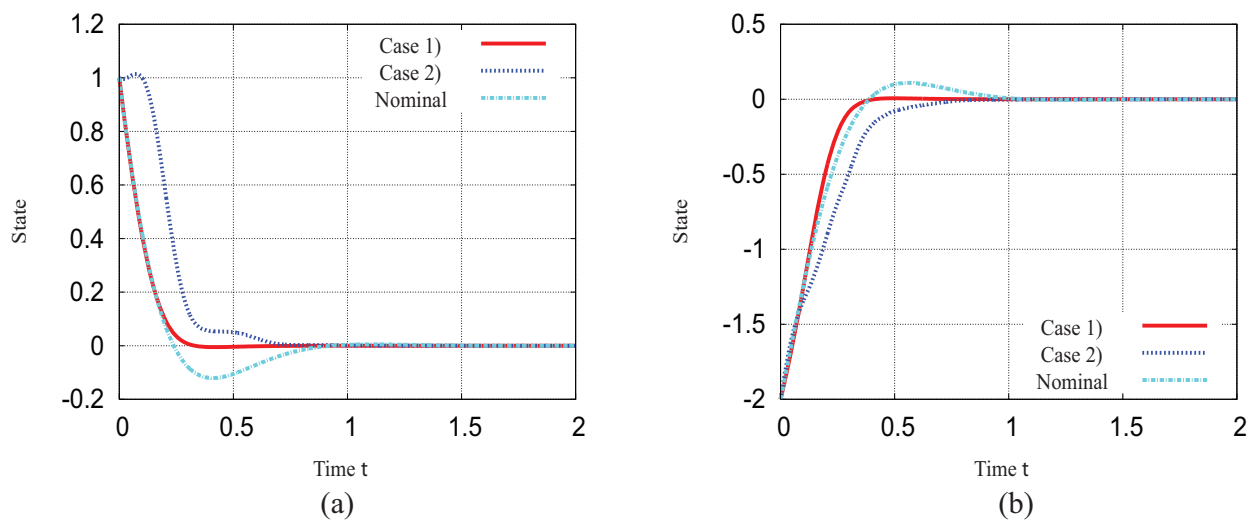 1.2
1
0.8
0.6
0.4
0.2
0
-0.2
0 0.5 1 1.5 2
State
Time t
Case 1)
Case 2)
Nominal
(a)
0.5
0
-0.5
-1
-1.5
-2
0 0.5 1 1.5 2
State
Time t
Case 1)
Case 2)
Nominal
(b)
-0.5